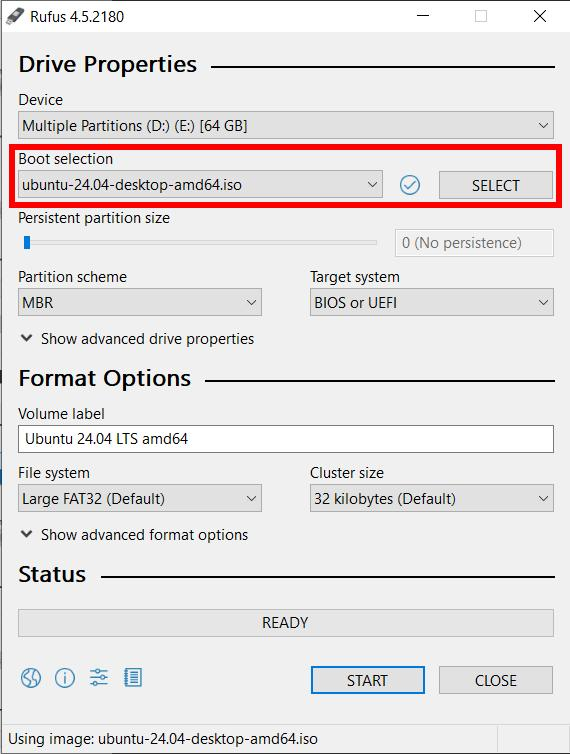 Rufus 4.5.2180
Drive Properties
Device
Multiple Partitions (D:) (E:) [64 GB]
Boot selection
ubuntu-24.04-desktop-amd64.iso
SELECT
Persistent partition size
0 (No persistence)
Partition scheme
Target system
MBR
BIOS or UEFI
Show advanced drive properties
Format Options
Volume label
Ubuntu 24.04 LTS amd64
File system
Cluster size
Large FAT32 (Default)
32 kilobytes (Default)
Show advanced format options
Status
READY
START
CLOSE
Using image: ubuntu-24.04-desktop-amd64.iso